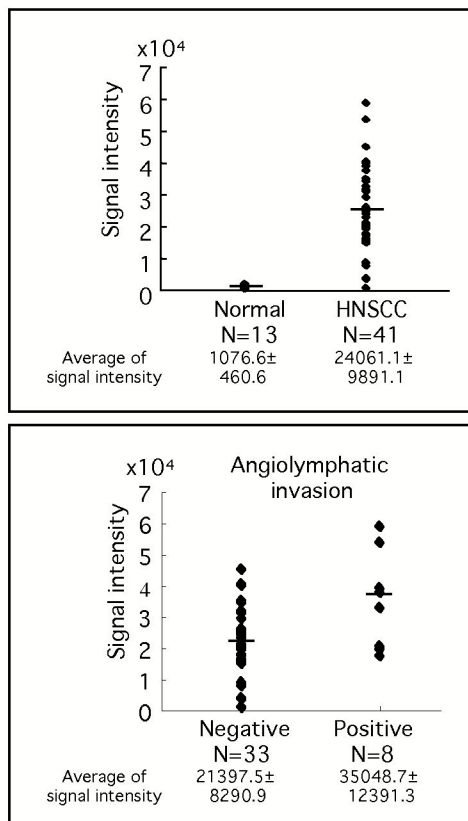 x10⁴
Signal intensity
7
6
5
4
3
2
1
0
Normal HNSCC
N=13 N=41
Average of signal intensity
1076.6± 460.6
24061.1± 9891.1
x10⁴
Angiolymphatic
invasion
Signal intensity
7
6
5
4
3
2
1
0
Negative Positive
N=33 N=8
Average of signal intensity
21397.5± 8290.9
35048.7± 12391.3